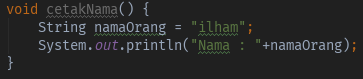 void cetakNama() {
    String namaOrang = "ilham";
    System.out.println("Nama : "+namaOrang);
}